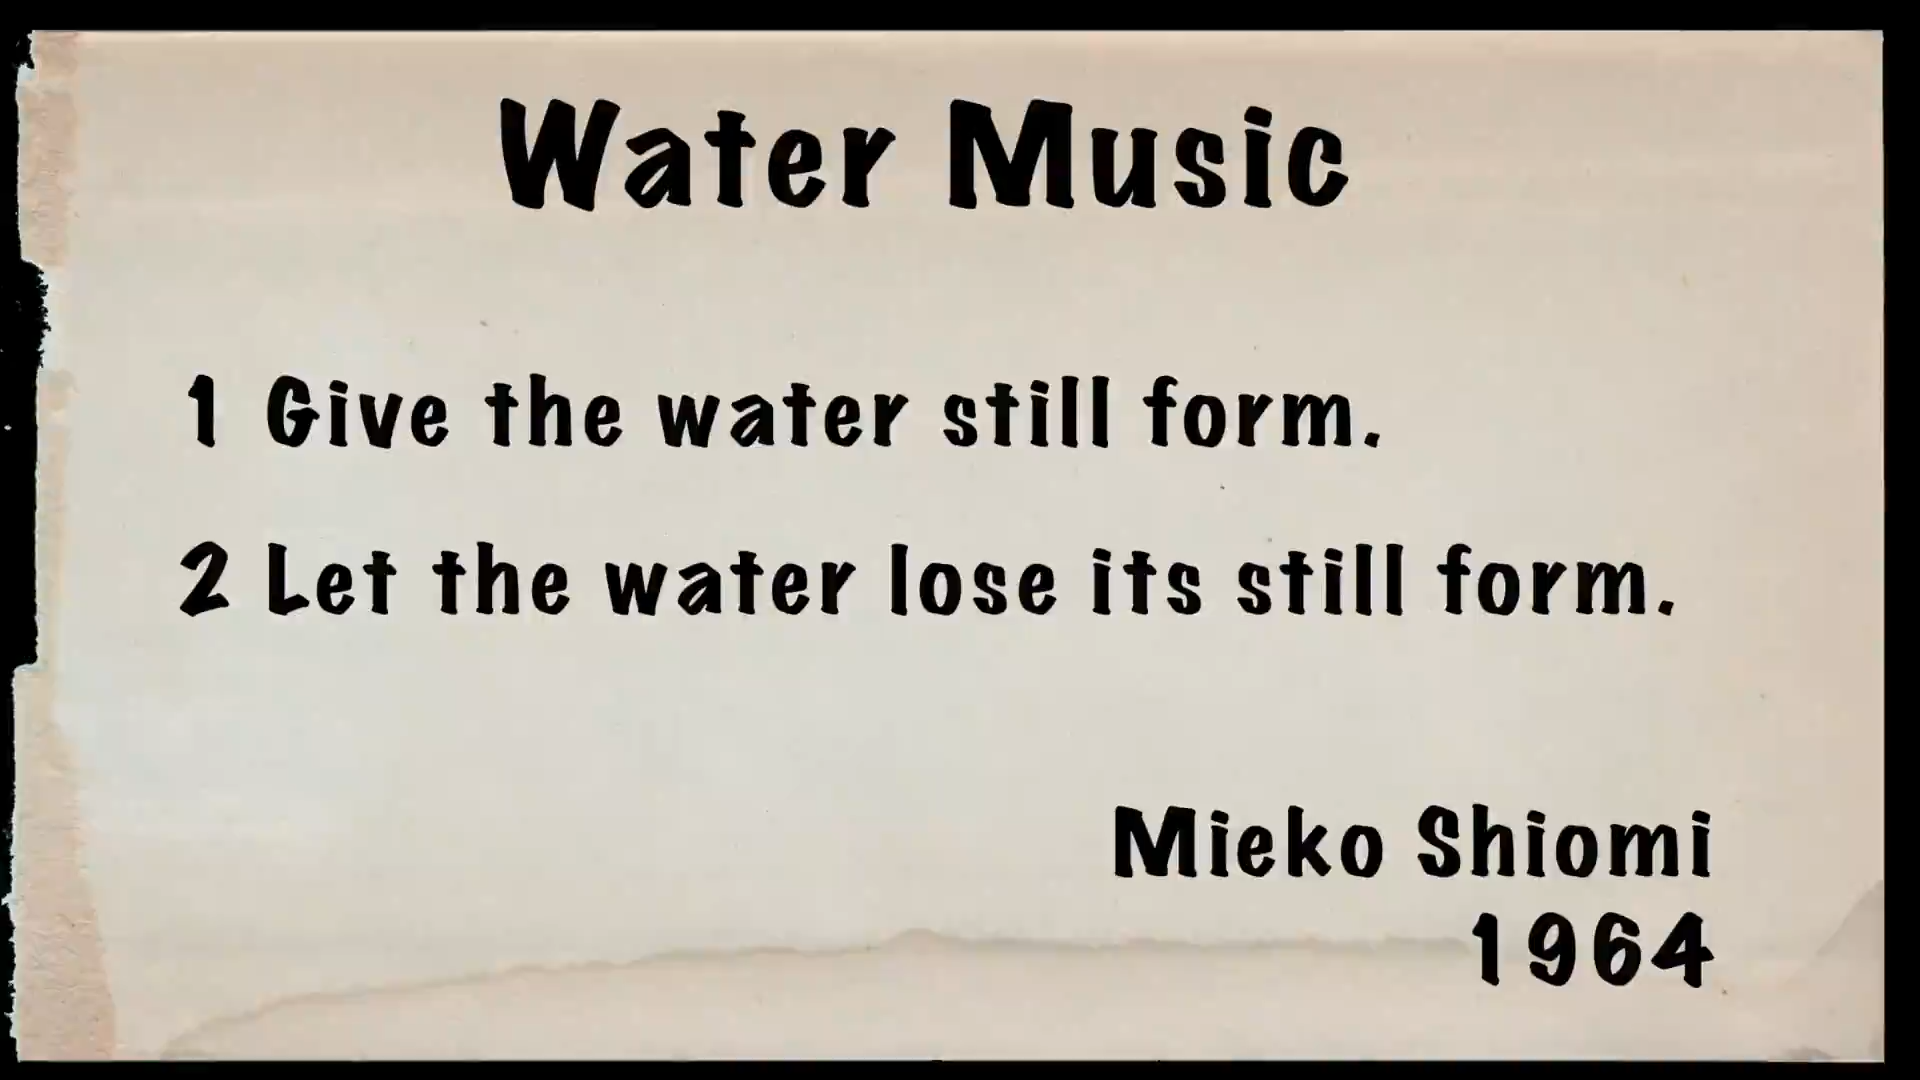 Water Music
1 Give the water still form.
2 Let the water lose its still form.
Mieko Shiomi
1964